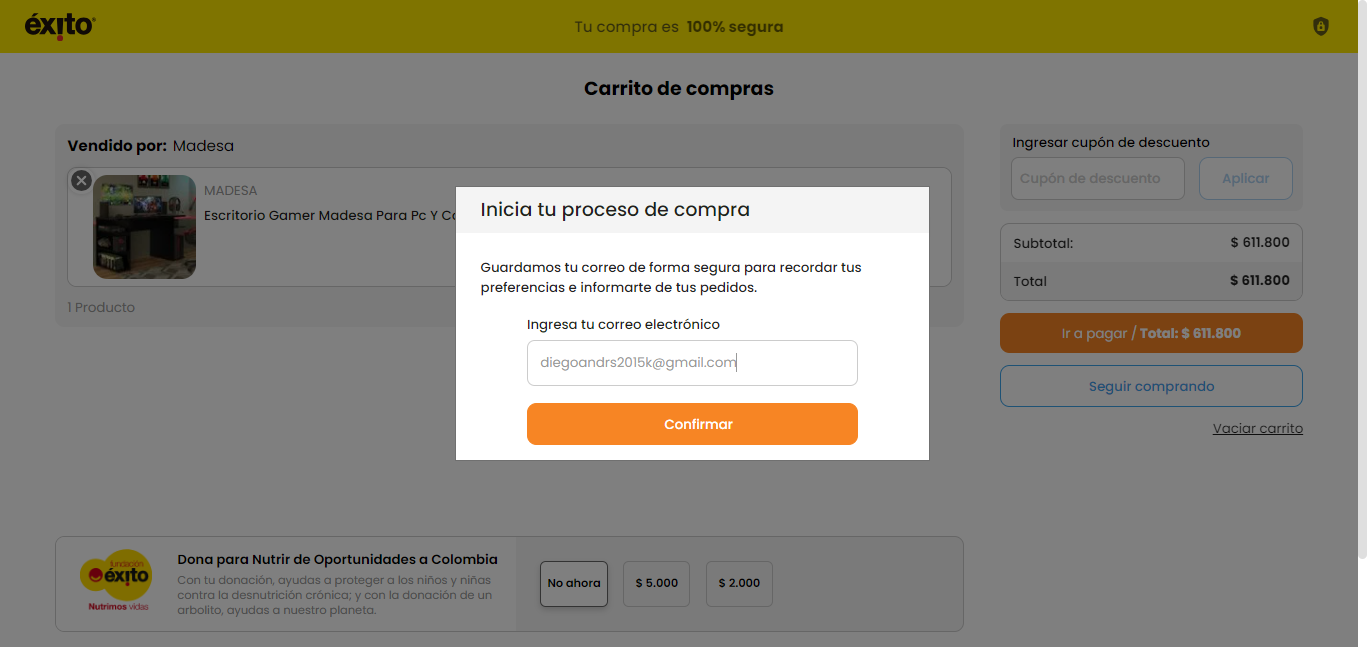 éxito
Tu compra es 100% segura
Carrito de compras
Vendido por: Madesa
MADESA
Escritorio Gamer Madesa Para Pc Y
1 Producto
Ingresar cupón de descuento
Cupón de descuento
Aplicar
Subtotal: $ 611.800
Total $ 611.800
Ir a pagar / Total: $ 611.800
Seguir comprando
Vaciar carrito
Inicia tu proceso de compra
Guardamos tu correo de forma segura para recordar tus
preferencias e informarte de tus pedidos.
Ingresa tu correo electrónico
diegoandrs2015k@gmail.com
Confirmar
fundación
éxito
Nutrimos vidas
Dona para Nutrir de Oportunidades a Colombia
Con tu donación, ayudas a proteger a los niños y niñas
contra la desnutrición crónica; y con la donación de un
arbolito, ayudas a nuestro planeta.
No ahora
$ 5.000
$ 2.000